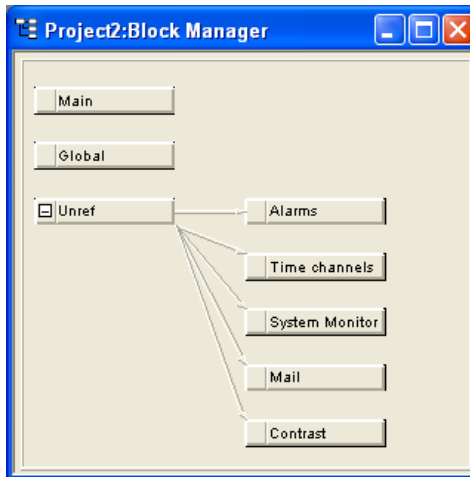 Project2:Block Manager
Main
Global
Unref
Alarms
Time channels
System Monitor
Mail
Contrast